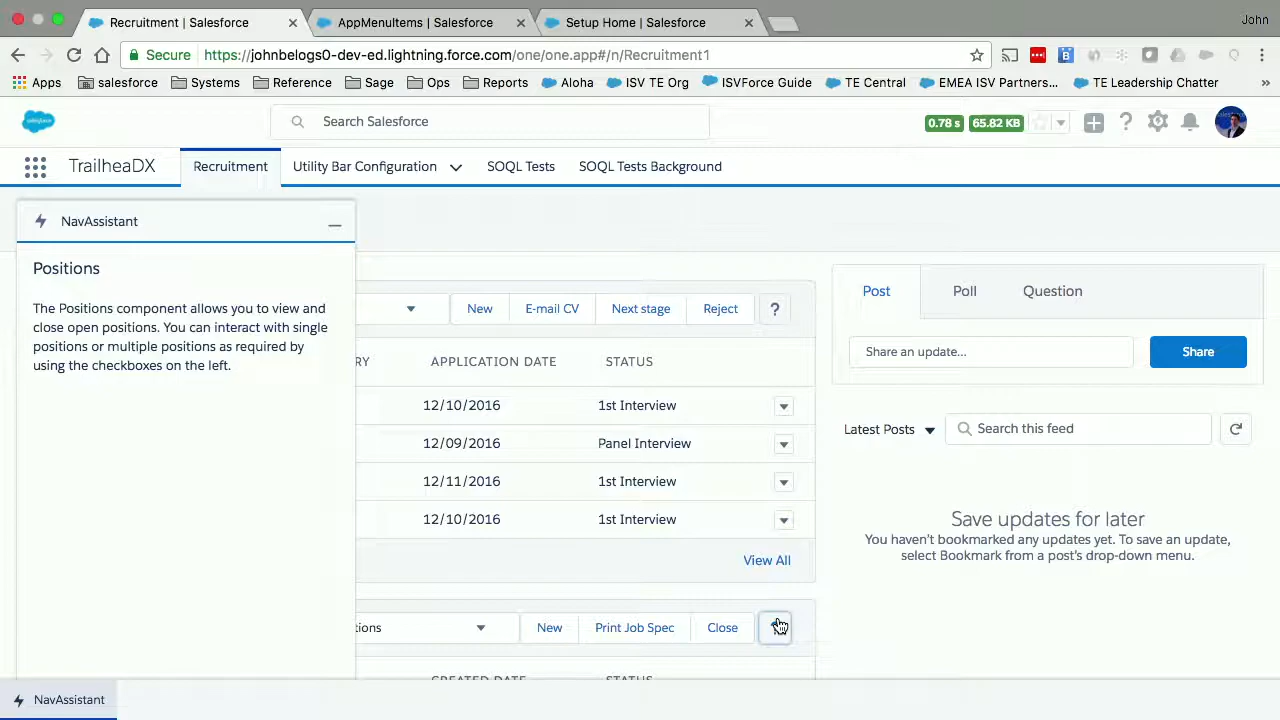 Recruitment | Salesforce
AppMenuItems | Salesforce
Setup Home | Salesforce
John
Secure
https://johnbelogs0-dev-ed.lightning.force.com/one/one.app#/n/Recruitment1
Apps
salesforce
Systems
Reference
Sage
Ops
Reports
Aloha
ISV TE Org
ISVForce Guide
TE Central
EMEA ISV Partners...
TE Leadership Chatter
salesforce
Search Salesforce
0.78 s
65.82 KB
TrailheaDX
Recruitment
Utility Bar Configuration
SOQL Tests
SOQL Tests Background
NavAssistant
Positions
The Positions component allows you to view and
close open positions. You can interact with single
positions or multiple positions as required by
using the checkboxes on the left.
New
E-mail CV
Next stage
Reject
?
RY
APPLICATION DATE
STATUS
12/10/2016
1st Interview
12/09/2016
Panel Interview
12/11/2016
1st Interview
12/10/2016
1st Interview
View All
tions
New
Print Job Spec
Close
CREATED DATE
STATUS
Post
Poll
Question
Share an update...
Share
Latest Posts
Search this feed
Save updates for later
You haven't bookmarked any updates yet. To save an update,
select Bookmark from a post's drop-down menu.
NavAssistant